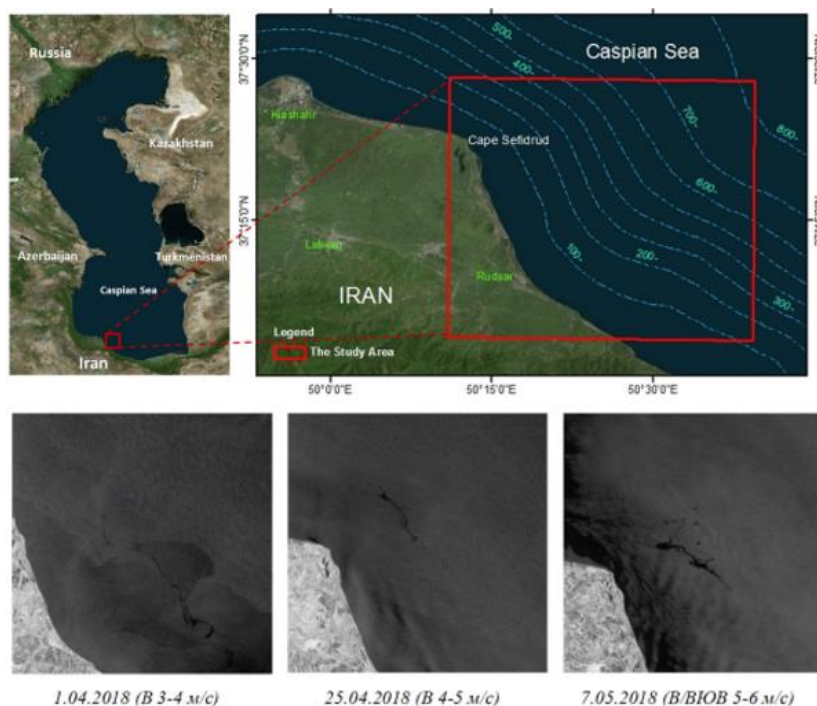 Russia
Kazakhstan
Azerbaijan
Turkmenistan
Caspian Sea
Iran
37°30'0"N
37°15'0"N
500-
400-
Caspian Sea
700-
800-
Kiashahr
Cape Sefidrud
600-
100-
200-
300-
Rudsar
IRAN
Legend
The Study Area
50°0'0"E
50°15'0"E
50°30'0"E
1.04.2018 (В 3-4 м/с)
25.04.2018 (В 4-5 м/с)
7.05.2018 (В/ВЮВ 5-6 м/с)